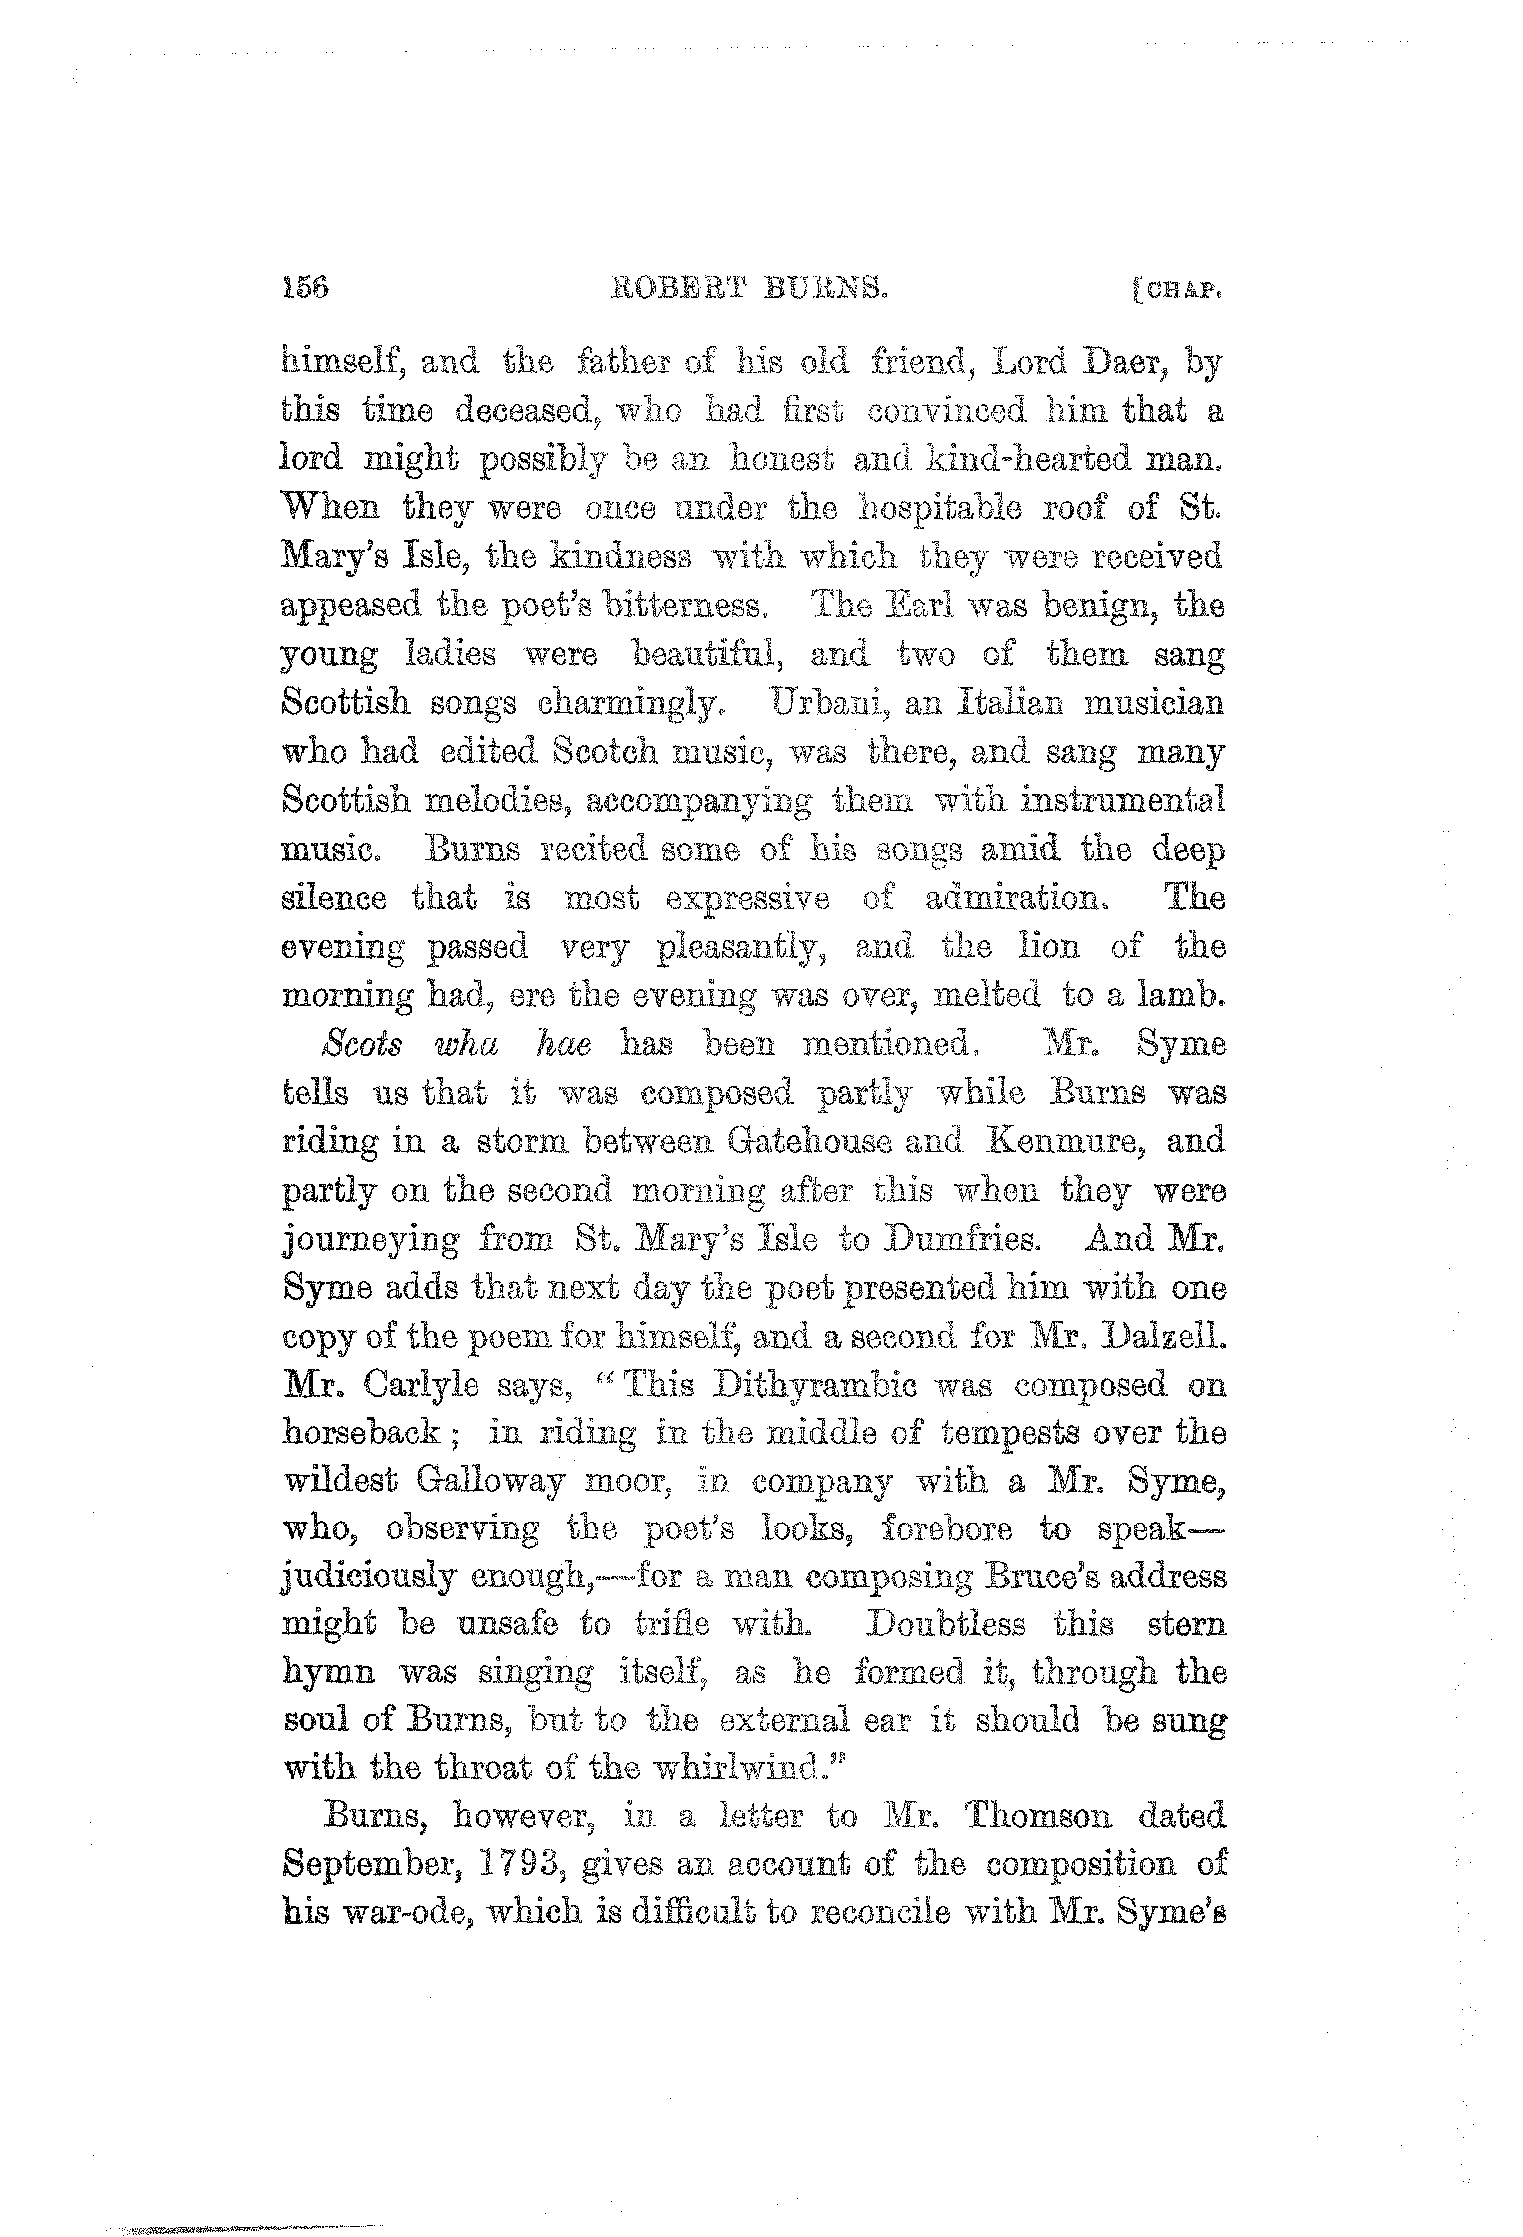 156 ROBERT BURNS. [CHAP.
himself, and the father of his old friend, Lord Daer, by
this time deceased, who had first convinced him that a
lord might possibly be an honest and kind-hearted man.
When they were once under the hospitable roof of St.
Mary's Isle, the kindness with which they were received
appeased the poet's bitterness. The Earl was benign, the
young ladies were beautiful, and two of them sang
Scottish songs charmingly. Urbani, an Italian musician
who had edited Scotch music, was there, and sang many
Scottish melodies, accompanying them with instrumental
music. Burns recited some of his songs amid the deep
silence that is most expressive of admiration. The
evening passed very pleasantly, and the lion of the
morning had, ere the evening was over, melted to a lamb.
Scots wha hae has been mentioned. Mr. Syme
tells us that it was composed partly while Burns was
riding in a storm between Gatehouse and Kenmure, and
partly on the second morning after this when they were
journeying from St. Mary's Isle to Dumfries. And Mr.
Syme adds that next day the poet presented him with one
copy of the poem for himself, and a second for Mr. Dalzell.
Mr. Carlyle says, "This Dithyrambic was composed on
horseback; in riding in the middle of tempests over the
wildest Galloway moor, in company with a Mr. Syme,
who, observing the poet's looks, forebore to speak—
judiciously enough,—for a man composing Bruce's address
might be unsafe to trifle with. Doubtless this stern
hymn was singing itself, as he formed it, through the
soul of Burns, but to the external ear it should be sung
with the throat of the whirlwind."
Burns, however, in a letter to Mr. Thomson dated
September, 1793, gives an account of the composition of
his war-ode, which is difficult to reconcile with Mr. Syme's